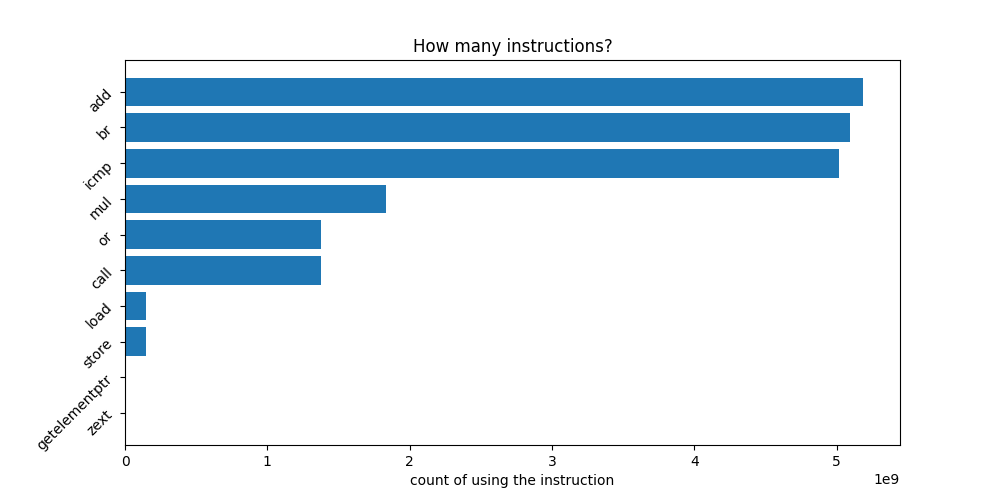 How many instructions?
add
br
icmp
mul
or
call
load
store
getelementptr
zext
0 1 2 3 4 5
1e9
count of using the instruction